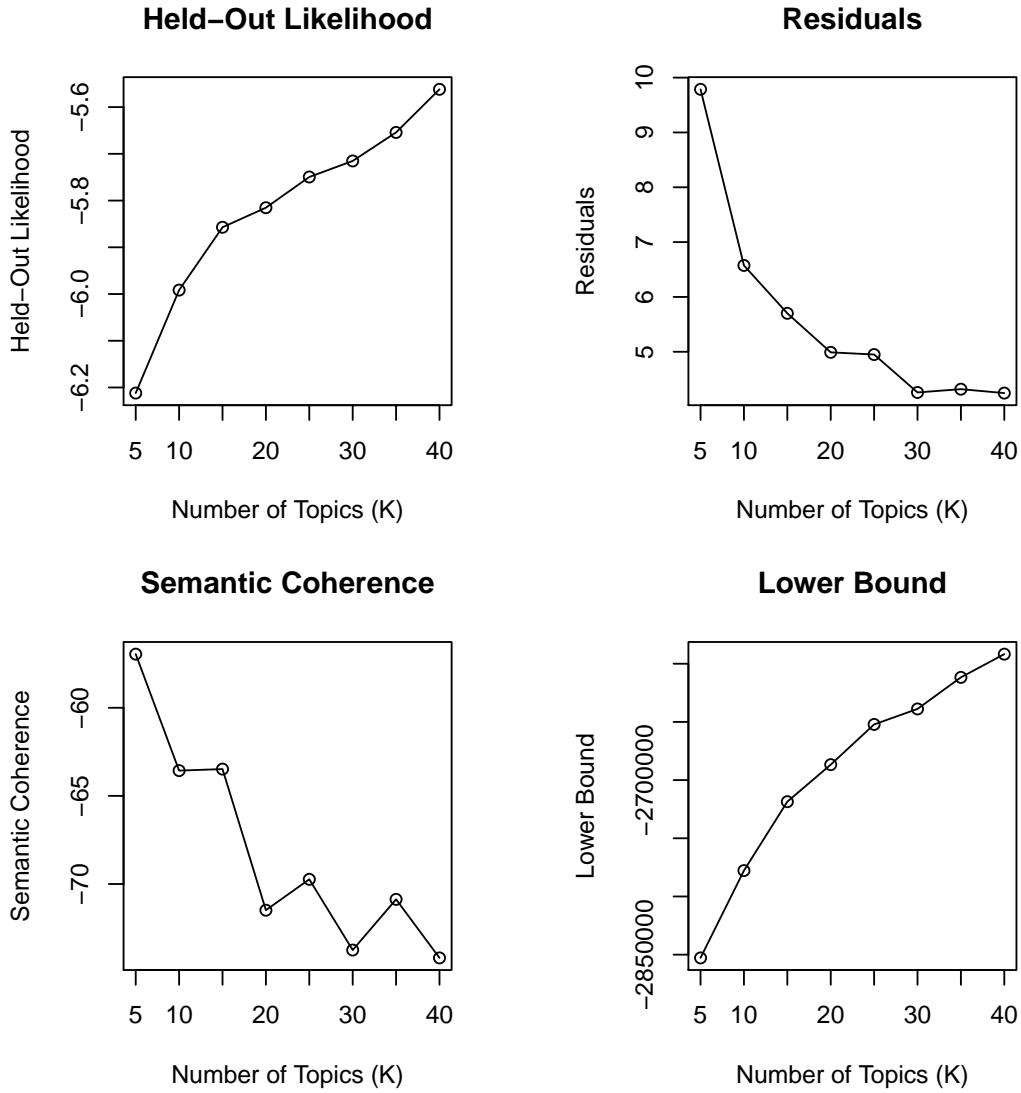 Held−Out Likelihood
Held−Out Likelihood
−5.6
−5.8
−6.0
−6.2
5 10 20 30 40
Number of Topics (K)
Residuals
Residuals
10
9
8
7
6
5
5 10 20 30 40
Number of Topics (K)
Semantic Coherence
Semantic Coherence
−60
−65
−70
5 10 20 30 40
Number of Topics (K)
Lower Bound
Lower Bound
−2700000
−2850000
5 10 20 30 40
Number of Topics (K)